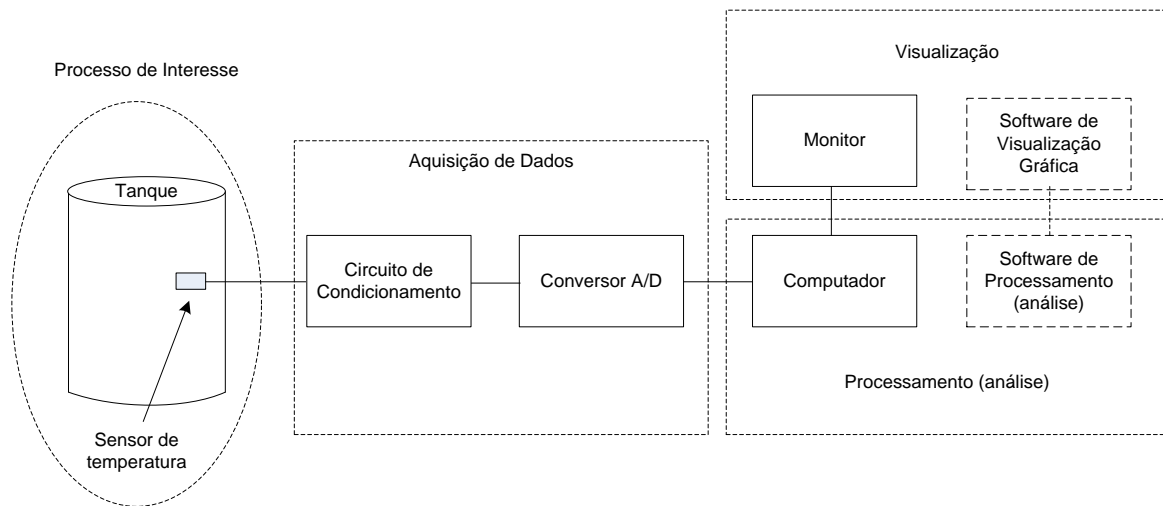 Processo de Interesse
Tanque
Sensor de
temperatura
Aquisição de Dados
Circuito de
Condicionamento
Conversor A/D
Visualização
Monitor
Software de
Visualização
Gráfica
Computador
Software de
Processamento
(análise)
Processamento (análise)